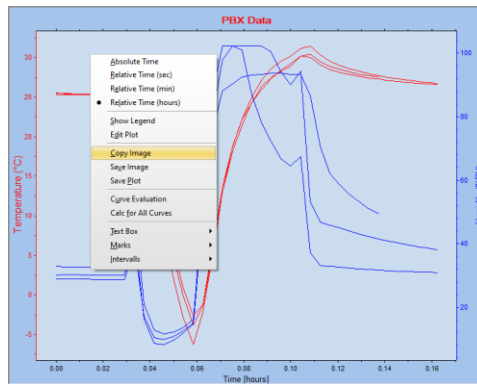 PBX Data
Absolute Time
Relative Time (sec)
Relative Time (min)
Relative Time (hours)
Show Legend
Edit Plot
Copy Image
Save Image
Save Plot
Curve Evaluation
Calc for All Curves
Text Box
Marks
Intervalls
Temperature (°C)
30
25
20
15
10
5
0
-5
100
80
60
40
20
0.00
0.02
0.04
0.06
0.08
0.10
0.12
0.14
0.16
Time [hours]